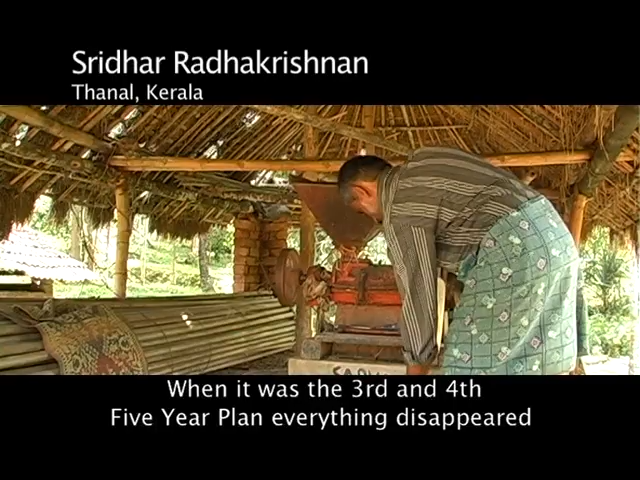 Sridhar Radhakrishnan
Thanal, Kerala
When it was the 3rd and 4th
Five Year Plan everything disappeared